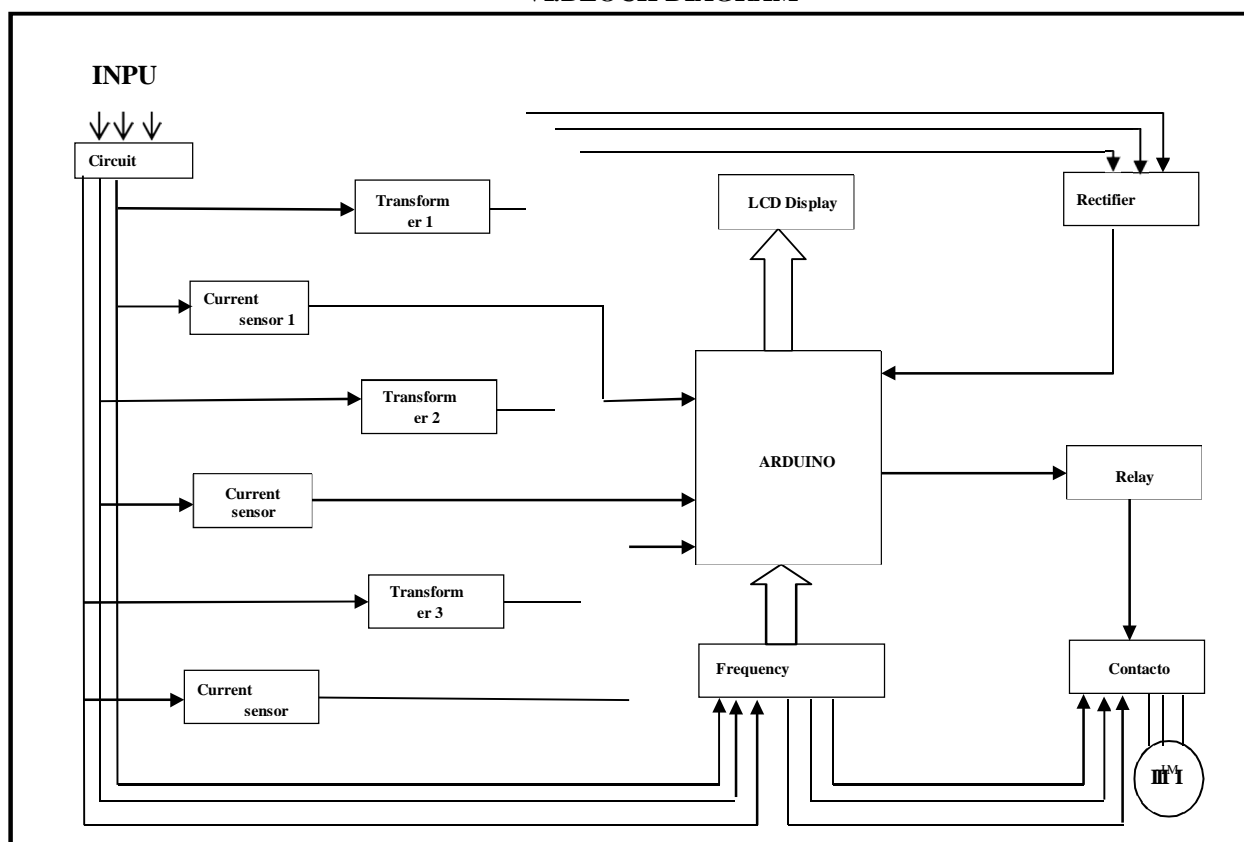 INPU
Circuit
Transform
er 1
LCD Display
Rectifier
Current
sensor 1
Transform
er 2
ARDUINO
Current
sensor
Relay
Transform
er 3
Frequency
Contacto
Current
sensor